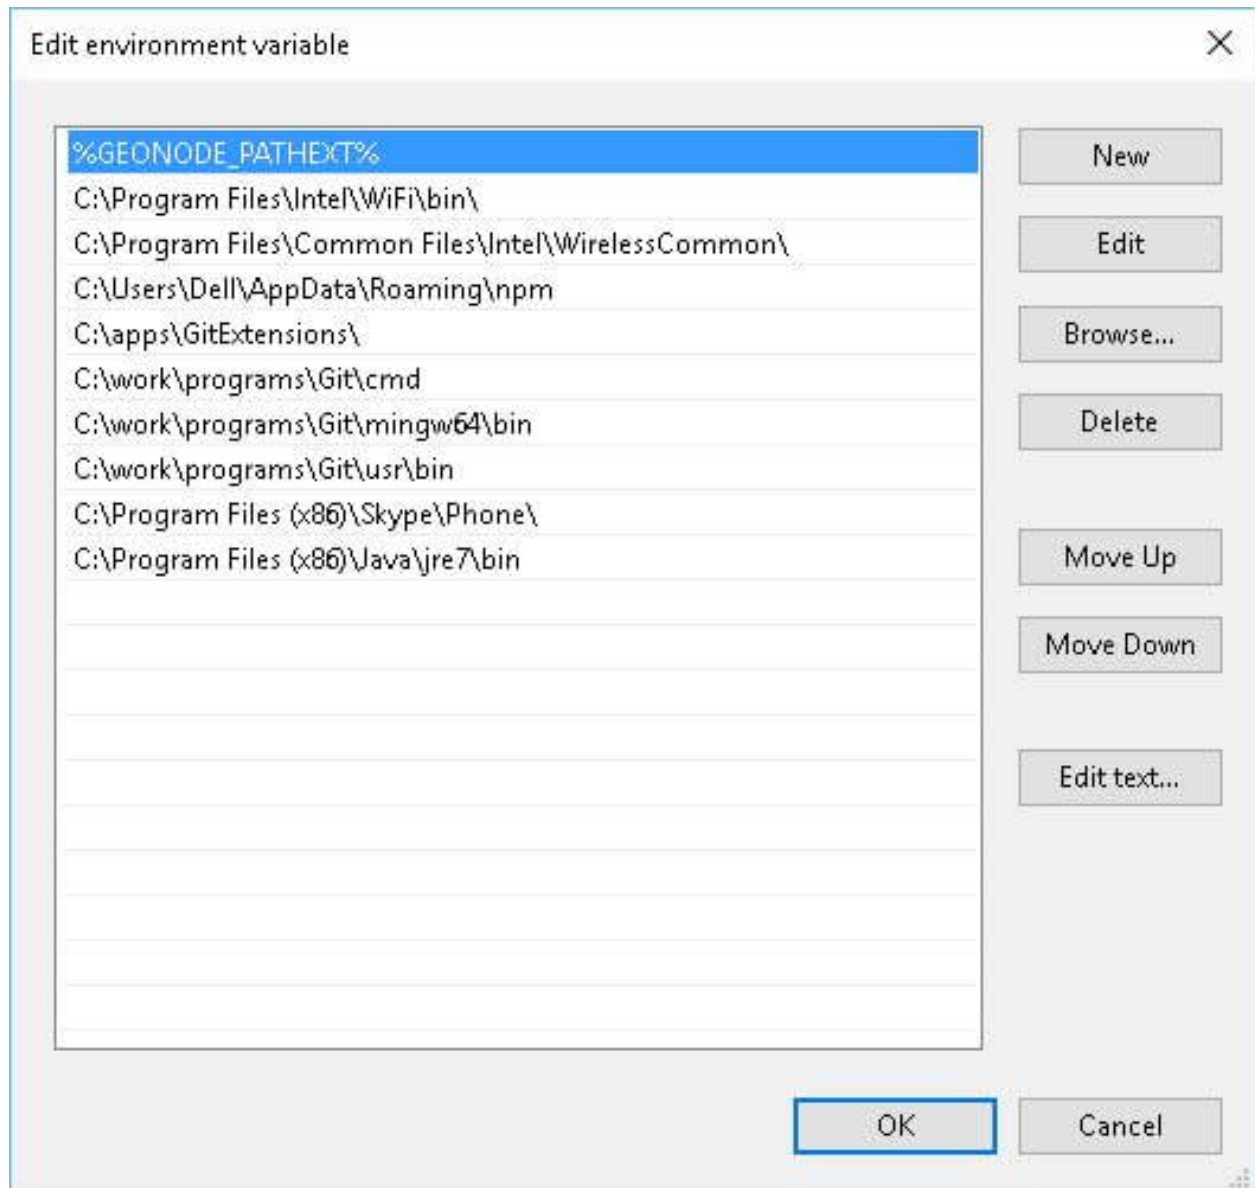 Edit environment variable
%GEONODE_PATHEXT%
C:\Program Files\Intel\WiFi\bin\
C:\Program Files\Common Files\Intel\WirelessCommon\
C:\Users\Dell\AppData\Roaming\npm
C:\apps\GitExtensions\
C:\work\programs\Git\cmd
C:\work\programs\Git\mingw64\bin
C:\work\programs\Git\usr\bin
C:\Program Files (x86)\Skype\Phone\
C:\Program Files (x86)\Java\jre7\bin
New
Edit
Browse...
Delete
Move Up
Move Down
Edit text...
OK
Cancel